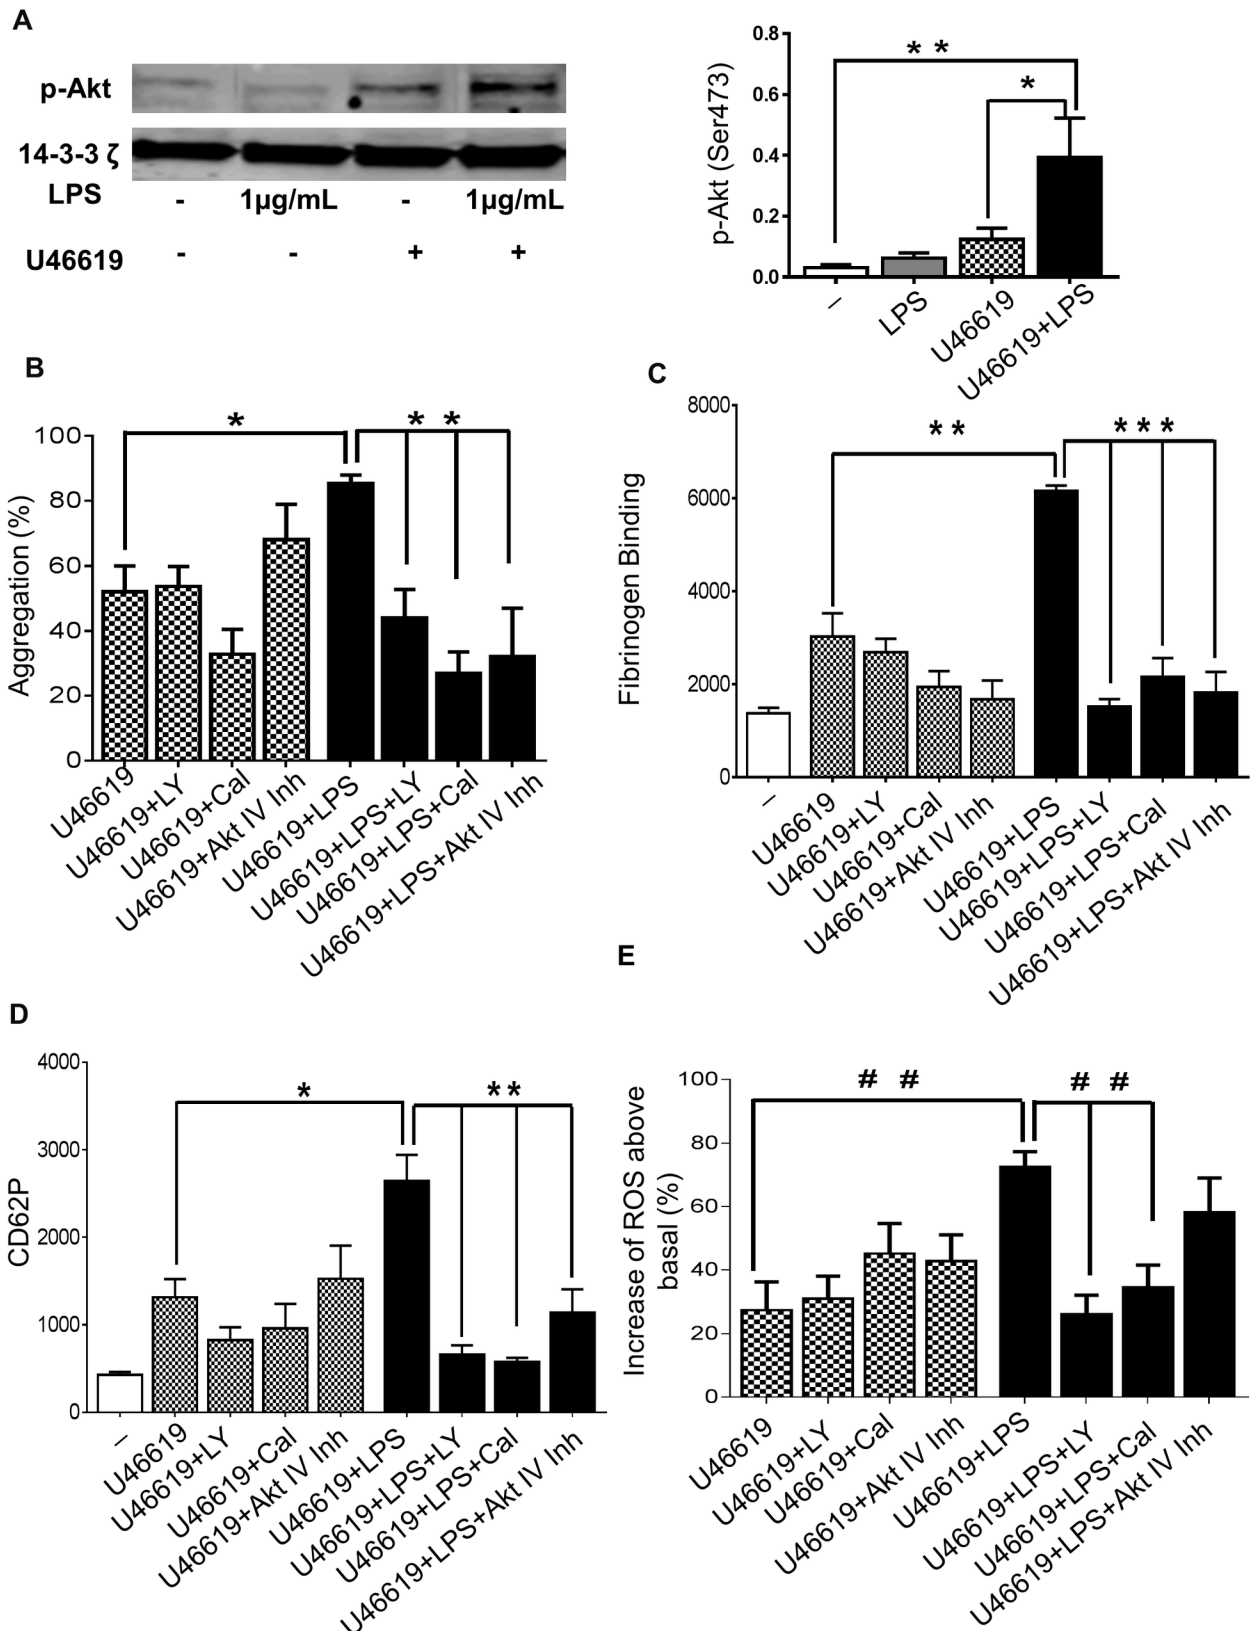 A
p-Akt
14-3-3 ζ
LPS - 1µg/mL - 1µg/mL
U46619 - - + +
p-Akt (Ser473)
0.8
0.6
0.4
0.2
0.0
* *
*
–
LPS
U46619
U46619+LPS
B
Aggregation (%)
100
80
60
40
20
0
*
* *
U46619
U46619+LY
U46619+Cal
U46619+Akt IV Inh
U46619+LPS
U46619+LPS+LY
U46619+LPS+Cal
U46619+LPS+Akt IV Inh
C
Fibrinogen Binding
8000
6000
4000
2000
0
* *
* * *
–
U46619
U46619+LY
U46619+Cal
U46619+Akt IV Inh
U46619+LPS
U46619+LPS+LY
U46619+LPS+Cal
U46619+LPS+Akt IV Inh
D
CD62P
4000
3000
2000
1000
0
*
* *
–
U46619
U46619+LY
U46619+Cal
U46619+Akt IV Inh
U46619+LPS
U46619+LPS+LY
U46619+LPS+Cal
U46619+LPS+Akt IV Inh
E
Increase of ROS above
basal (%)
100
80
60
40
20
0
# #
# #
U46619
U46619+LY
U46619+Cal
U46619+Akt IV Inh
U46619+LPS
U46619+LPS+LY
U46619+LPS+Cal
U46619+LPS+Akt IV Inh